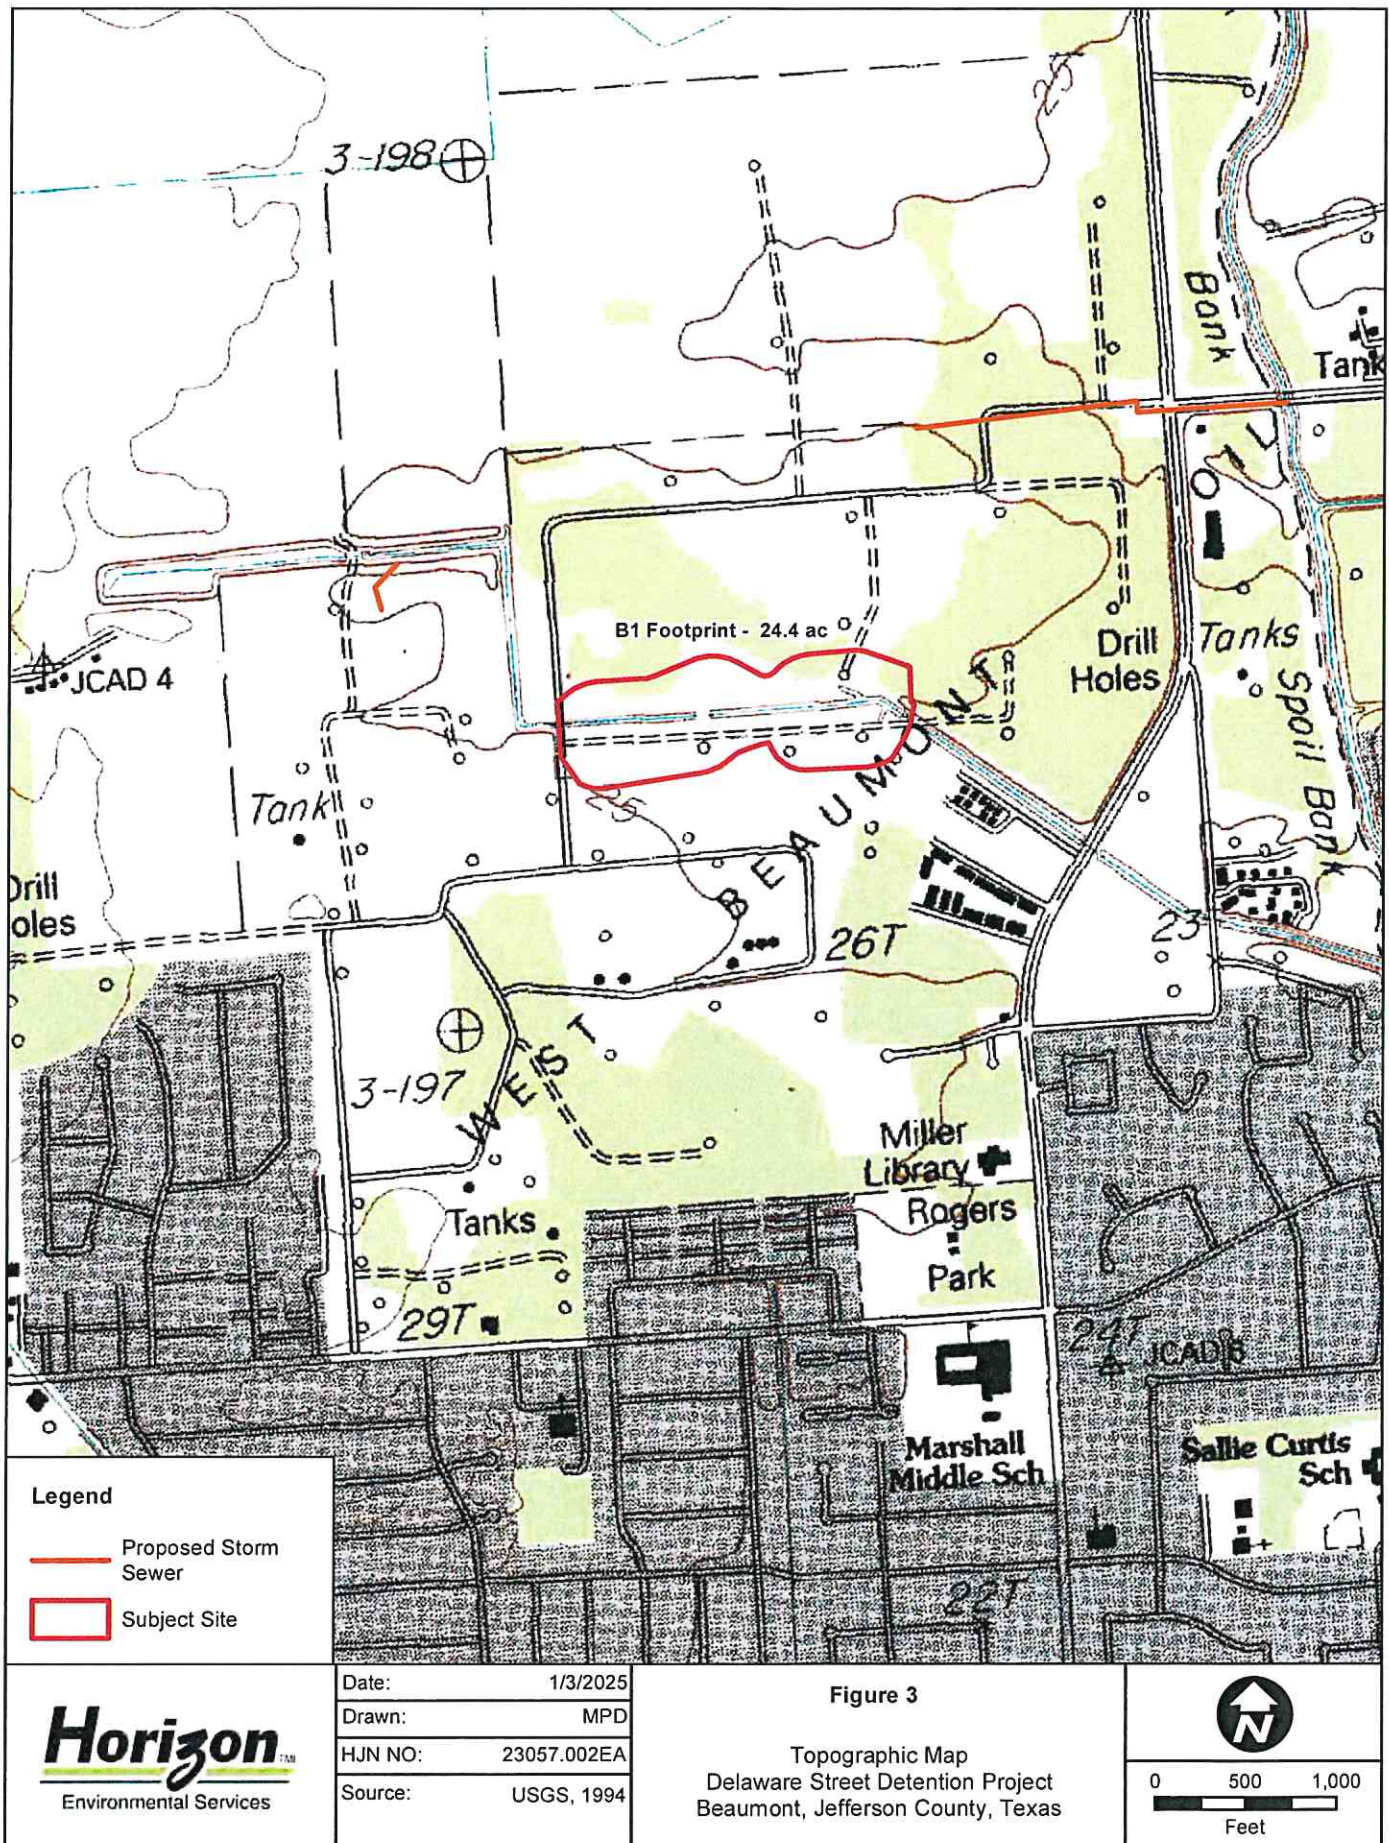 3-198
Bank
Tank
OIL
B1 Footprint - 24.4 ac
Drill
Holes
Tanks
JCAD 4
Spoil Bank
BEAUMONT
Tank
25
Drill
oles
26T
23
3-197
WEST
Miller
Library
Rogers
Park
Tanks
29T
24T
JCAD 6
Marshall
Middle Sch
Sallie Curtis
Sch
22T
Legend
Proposed Storm
Sewer
Subject Site
Horizon TM
Environmental Services
Date: 1/3/2025
Drawn: MPD
HJN NO: 23057.002EA
Source: USGS, 1994
Figure 3
Topographic Map
Delaware Street Detention Project
Beaumont, Jefferson County, Texas
N
0 500 1,000
Feet